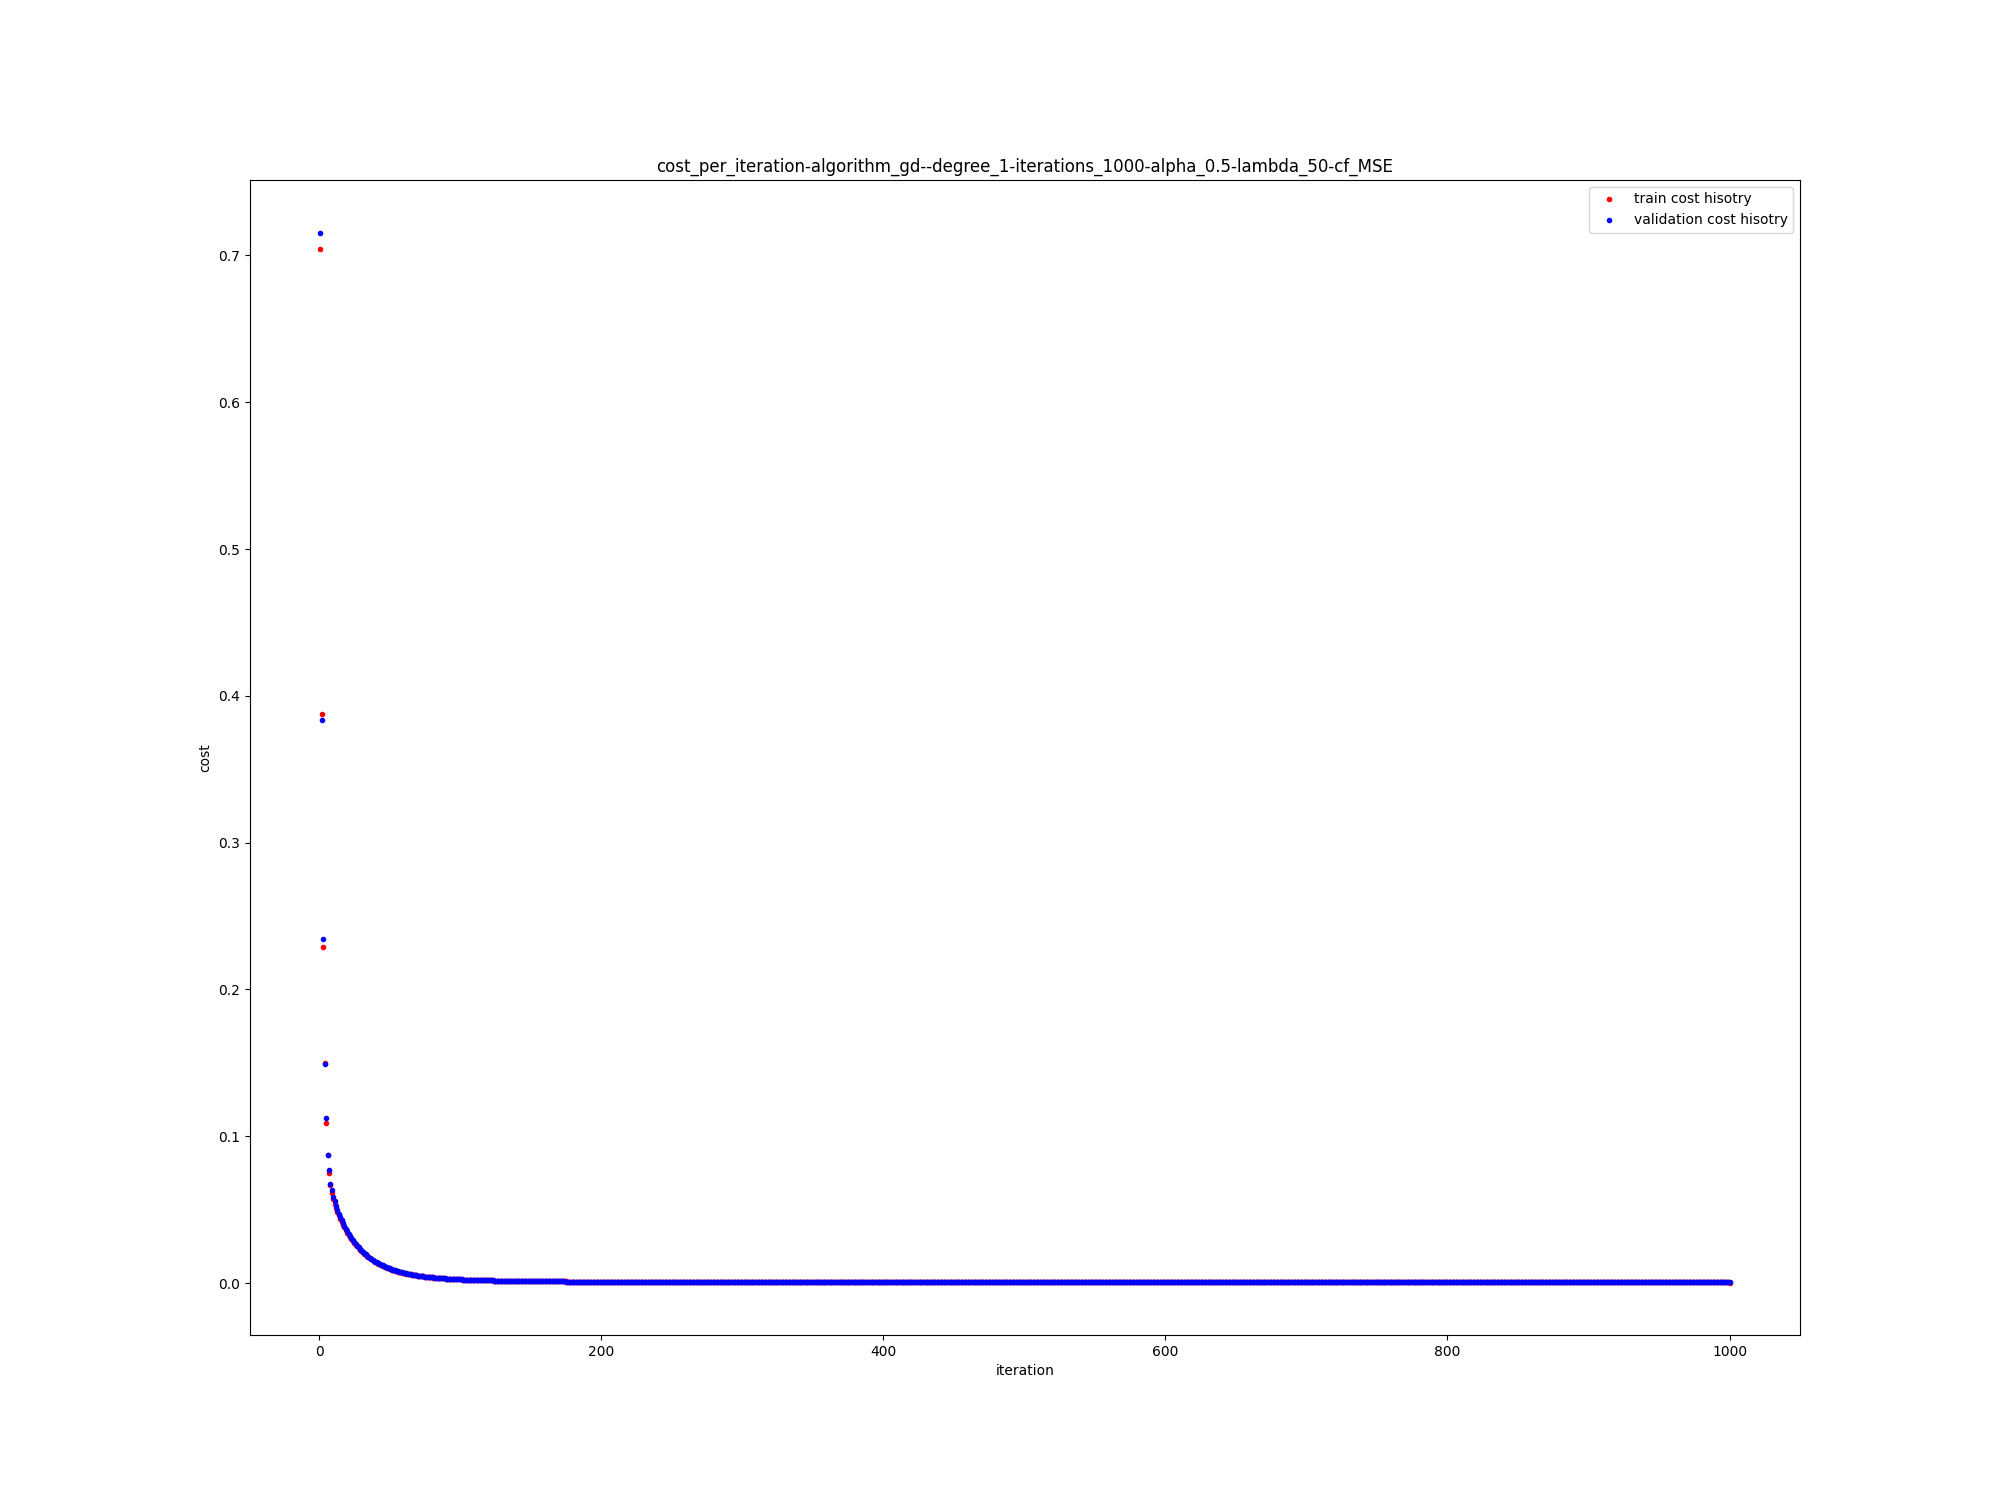 cost_per_iteration-algorithm_gd--degree_1-iterations_1000-alpha_0.5-lambda_50-cf_MSE
train cost hisotry
validation cost hisotry
0.7
0.6
0.5
0.4
0.3
0.2
0.1
0.0
cost
0 200 400 600 800 1000
iteration